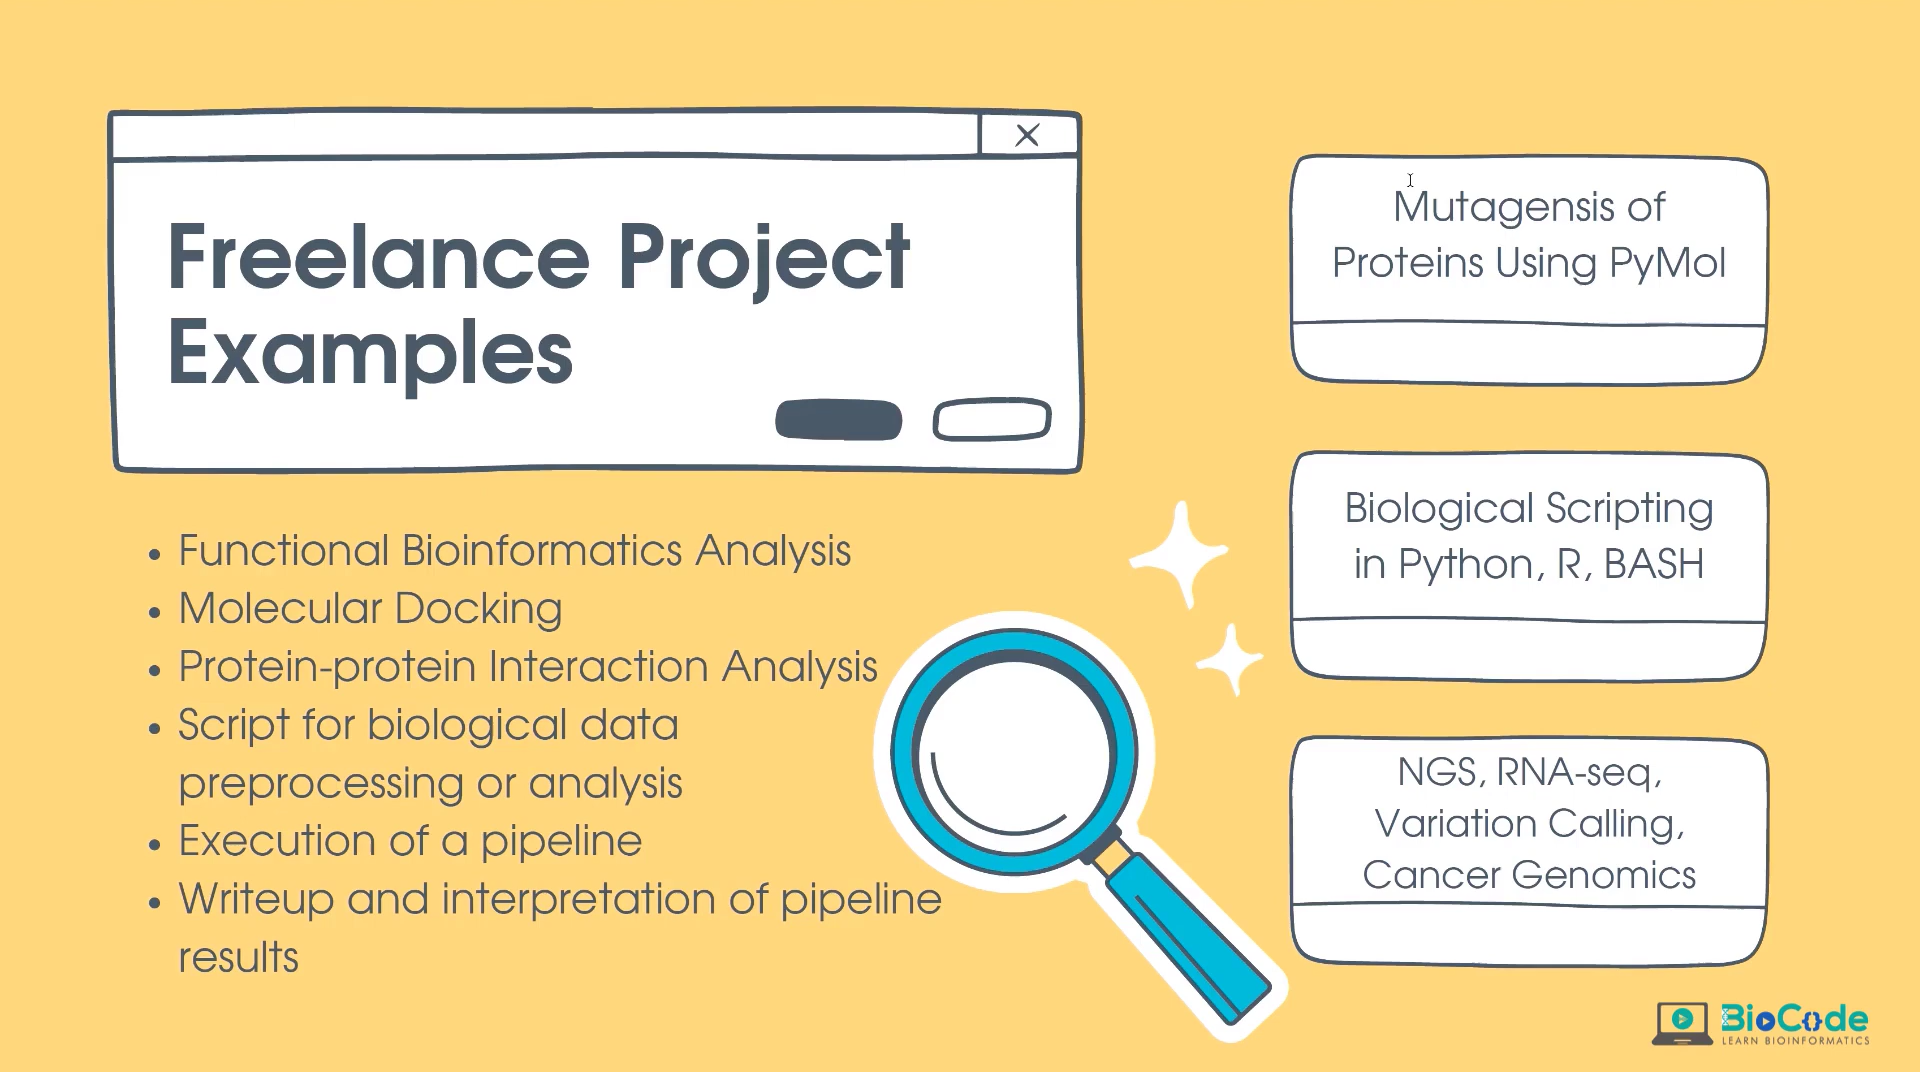 Freelance Project
Examples
• Functional Bioinformatics Analysis
• Molecular Docking
• Protein-protein Interaction Analysis
• Script for biological data
preprocessing or analysis
• Execution of a pipeline
• Writeup and interpretation of pipeline
results
Mutagensis of
Proteins Using PyMol
Biological Scripting
in Python, R, BASH
NGS, RNA-seq,
Variation Calling,
Cancer Genomics
BioCode
LEARN BIOINFORMATICS